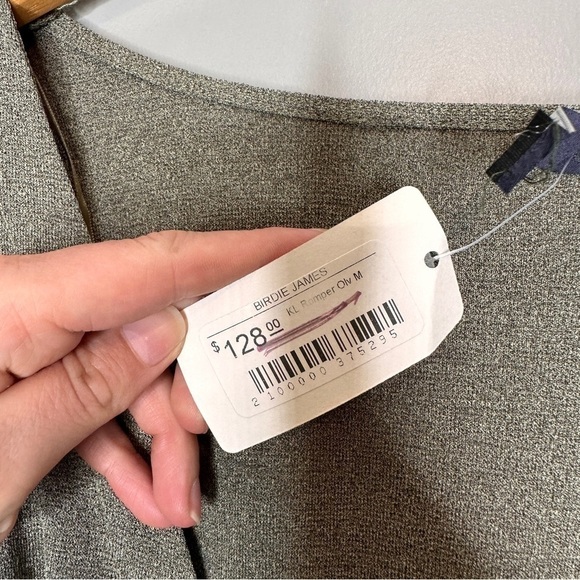 BIRDIE JAMES
KL Romper Olv M
$128.00
2 100000 375295